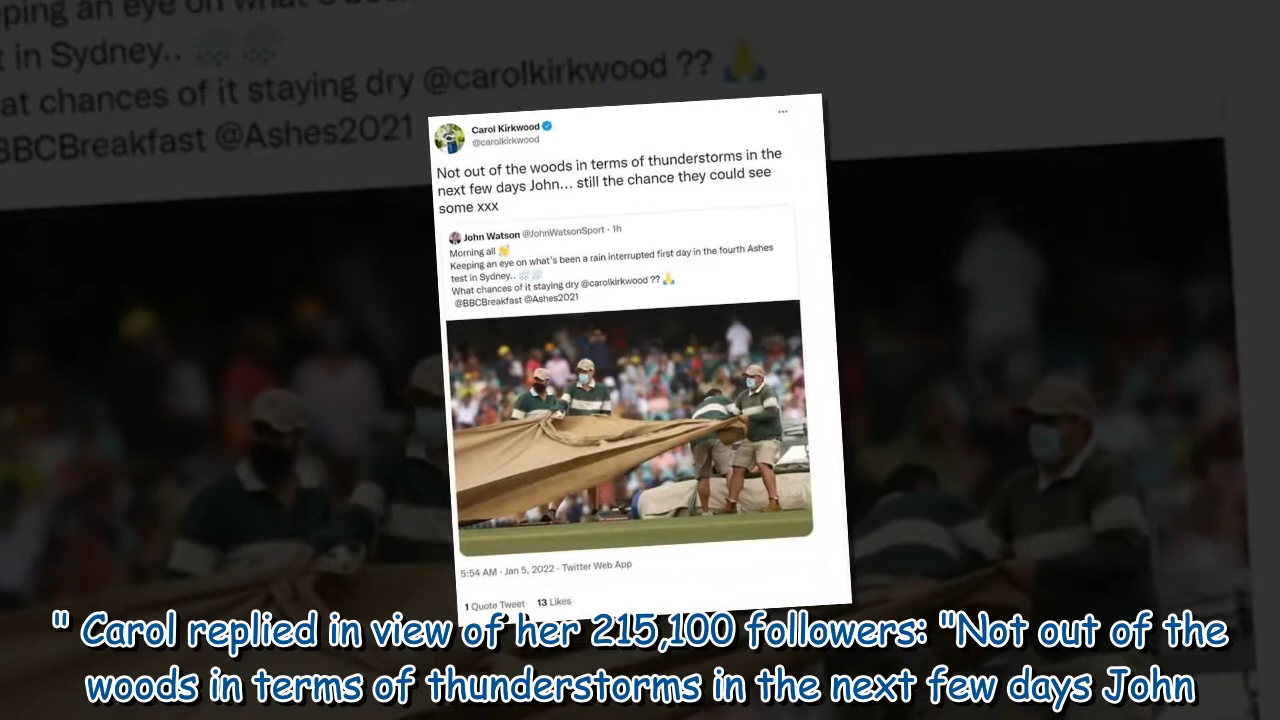 ping an eye on what's
t in Sydney..
at chances of it staying dry @carolkirkwood ?? 🙏
BBCBreakfast @Ashes2021
Carol Kirkwood
@carolkirkwood
Not out of the woods in terms of thunderstorms in the
next few days John... still the chance they could see
some xxx
John Watson @JohnWatsonSport · 1h
Morning all 👋
Keeping an eye on what's been a rain interrupted first day in the fourth Ashes
test in Sydney.. 🌧️🌧️
What chances of it staying dry @carolkirkwood ?? 🙏
@BBCBreakfast @Ashes2021
5:54 AM · Jan 5, 2022 · Twitter Web App
1 Quote Tweet 13 Likes
" Carol replied in view of her 215,100 followers: "Not out of the
woods in terms of thunderstorms in the next few days John